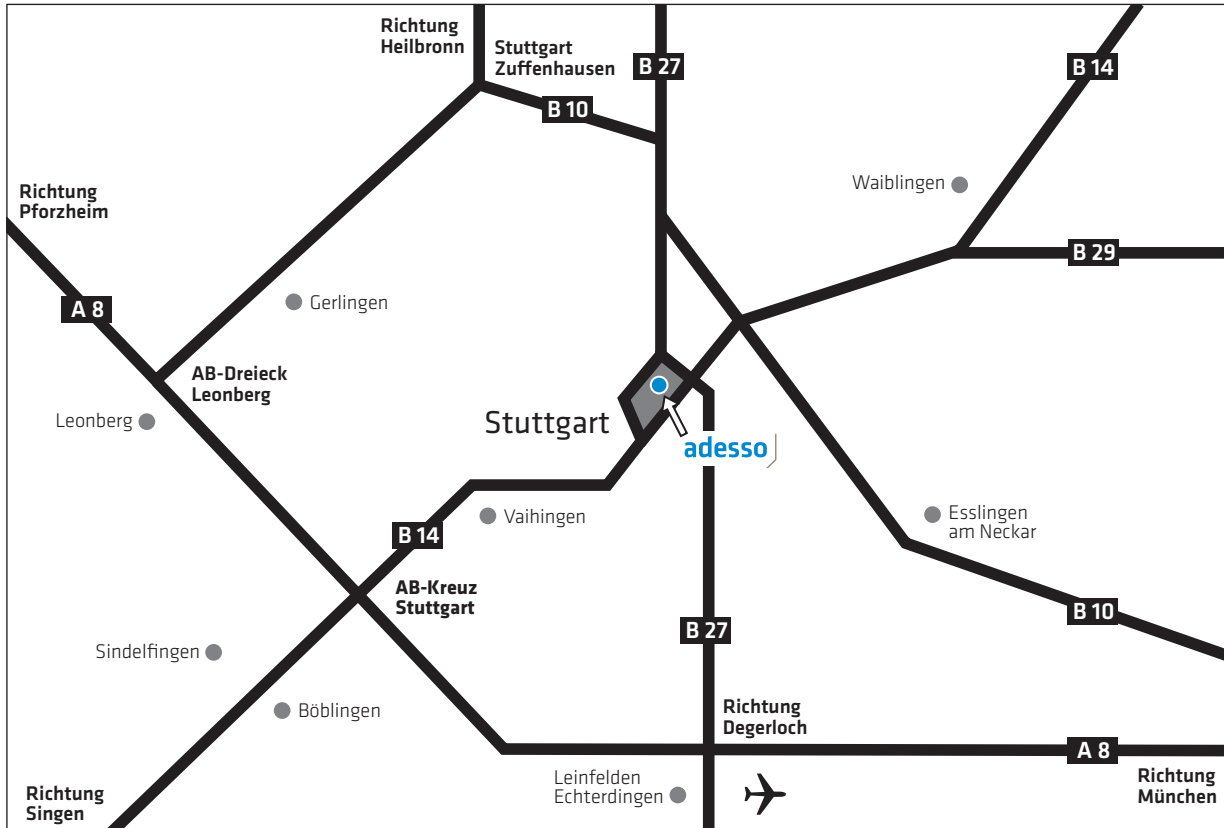 Richtung
Heilbronn
Stuttgart
Zuffenhausen
B 27
B 14
B 10
Waiblingen
Richtung
Pforzheim
B 29
A 8
Gerlingen
AB-Dreieck
Leonberg
Leonberg
Stuttgart
adesso
Vaihingen
Esslingen
am Neckar
B 14
AB-Kreuz
Stuttgart
B 10
B 27
Sindelfingen
Böblingen
Richtung
Degerloch
A 8
Richtung
Singen
Leinfelden
Echterdingen
Richtung
München